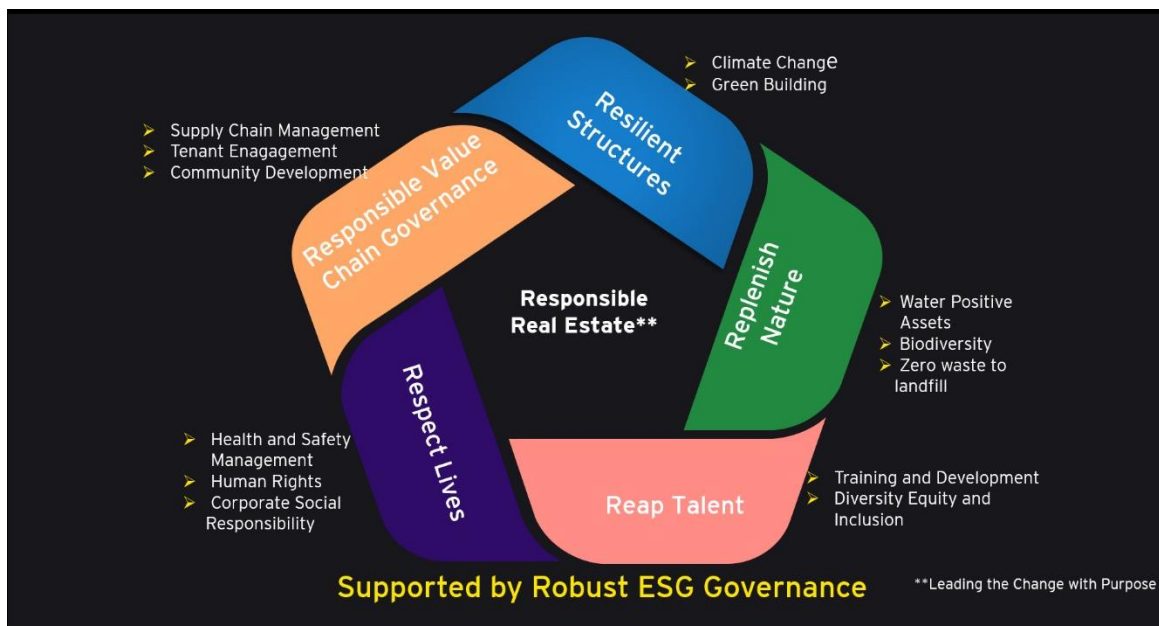 Resilient
Structures
➢ Climate Change
➢ Green Building
➢ Supply Chain Management
➢ Tenant Enagagement
➢ Community Development
Responsible Value
Chain Governance
Replenish
Nature
➢ Water Positive
Assets
➢ Biodiversity
➢ Zero waste to
landfill
Responsible
Real Estate**
Respect Lives
➢ Health and Safety
Management
➢ Human Rights
➢ Corporate Social
Responsibility
Reap Talent
➢ Training and Development
➢ Diversity Equity and
Inclusion
Supported by Robust ESG Governance
**Leading the Change with Purpose